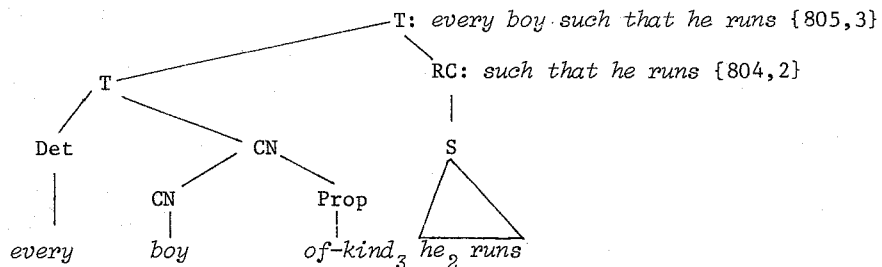 T: every boy such that he runs {805,3}
T RC: such that he runs {804,2}
Det CN S
CN Prop
every boy of-kind₃ he₂ runs